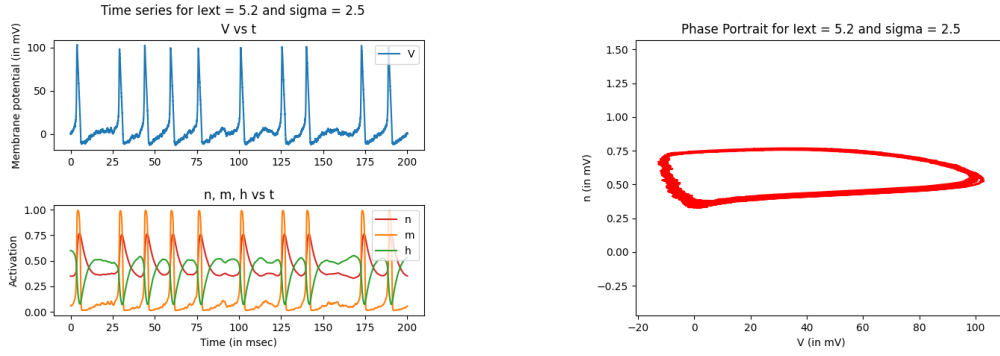 Time series for Iext = 5.2 and sigma = 2.5
V vs t
Membrane potential (in mV)
100
50
0
V
0 25 50 75 100 125 150 175 200
n, m, h vs t
Activation
1.00
0.75
0.50
0.25
0.00
n
m
h
0 25 50 75 100 125 150 175 200
Time (in msec)
Phase Portrait for Iext = 5.2 and sigma = 2.5
n (in mV)
1.50
1.25
1.00
0.75
0.50
0.25
0.00
−0.25
−20 0 20 40 60 80 100
V (in mV)